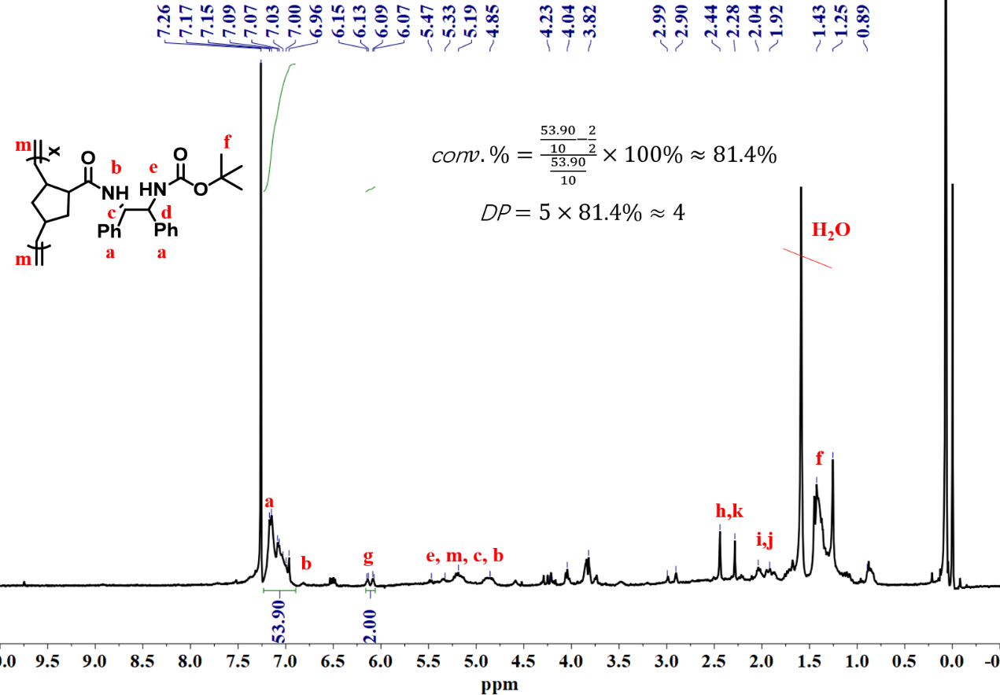 7.26 7.17 7.15 7.09 7.07 7.03 7.00 6.96 6.15 6.13 6.09 6.07 5.47 5.33 5.19 4.85 4.23 4.04 3.82 2.99 2.90 2.44 2.28 2.04 1.92 1.43 1.25 0.89
m x O b NH e HN O f O
c d
Ph Ph
m a a
conv.% = (53.90/10 − 2/2)/(53.90/10) × 100% ≈ 81.4%
DP = 5 × 81.4% ≈ 4
H₂O
f
a
h,k
i,j
b
g
e, m, c, b
53.90 2.00
.0 9.5 9.0 8.5 8.0 7.5 7.0 6.5 6.0 5.5 5.0 4.5 4.0 3.5 3.0 2.5 2.0 1.5 1.0 0.5 0.0 -0
ppm